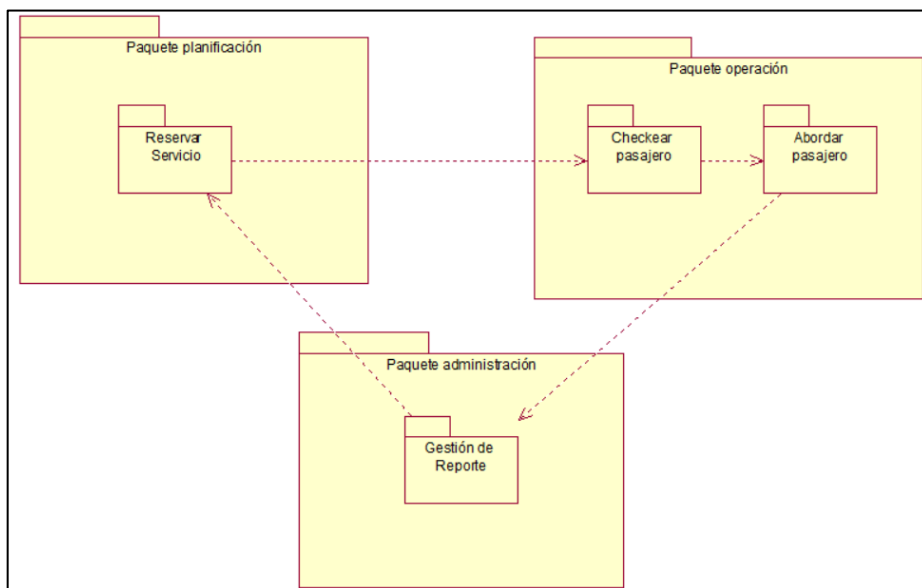 Paquete planificación
Reservar
Servicio
Paquete operación
Checkear
pasajero
Abordar
pasajero
Paquete administración
Gestión de
Reporte